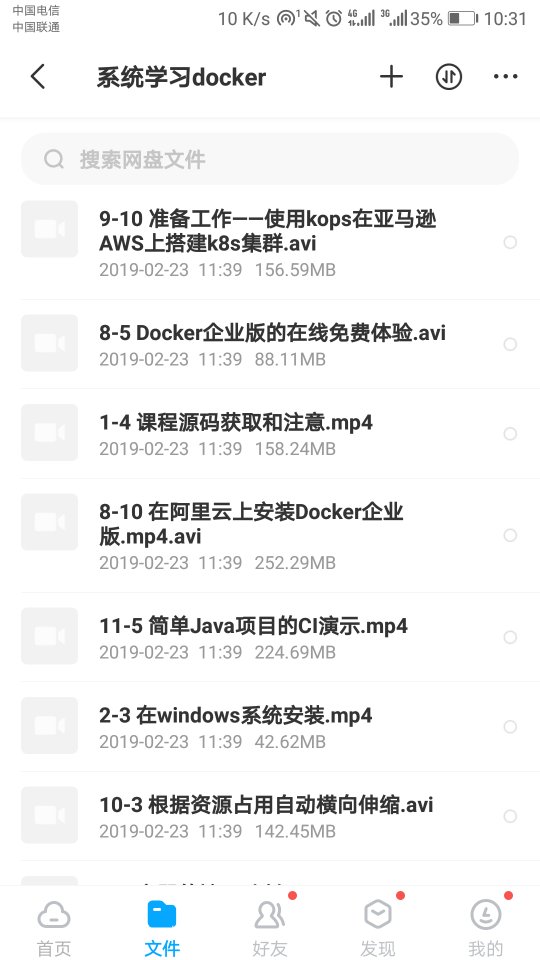 中国电信
中国联通
10 K/s 1 4G 3G 35% 10:31
系统学习docker
搜索网盘文件
9-10 准备工作——使用kops在亚马逊
AWS上搭建k8s集群.avi
2019-02-23 11:39 156.59MB
8-5 Docker企业版的在线免费体验.avi
2019-02-23 11:39 88.11MB
1-4 课程源码获取和注意.mp4
2019-02-23 11:39 158.24MB
8-10 在阿里云上安装Docker企业
版.mp4.avi
2019-02-23 11:39 252.29MB
11-5 简单Java项目的CI演示.mp4
2019-02-23 11:39 224.69MB
2-3 在windows系统安装.mp4
2019-02-23 11:39 42.62MB
10-3 根据资源占用自动横向伸缩.avi
2019-02-23 11:39 142.45MB
首页 文件 好友 发现 我的